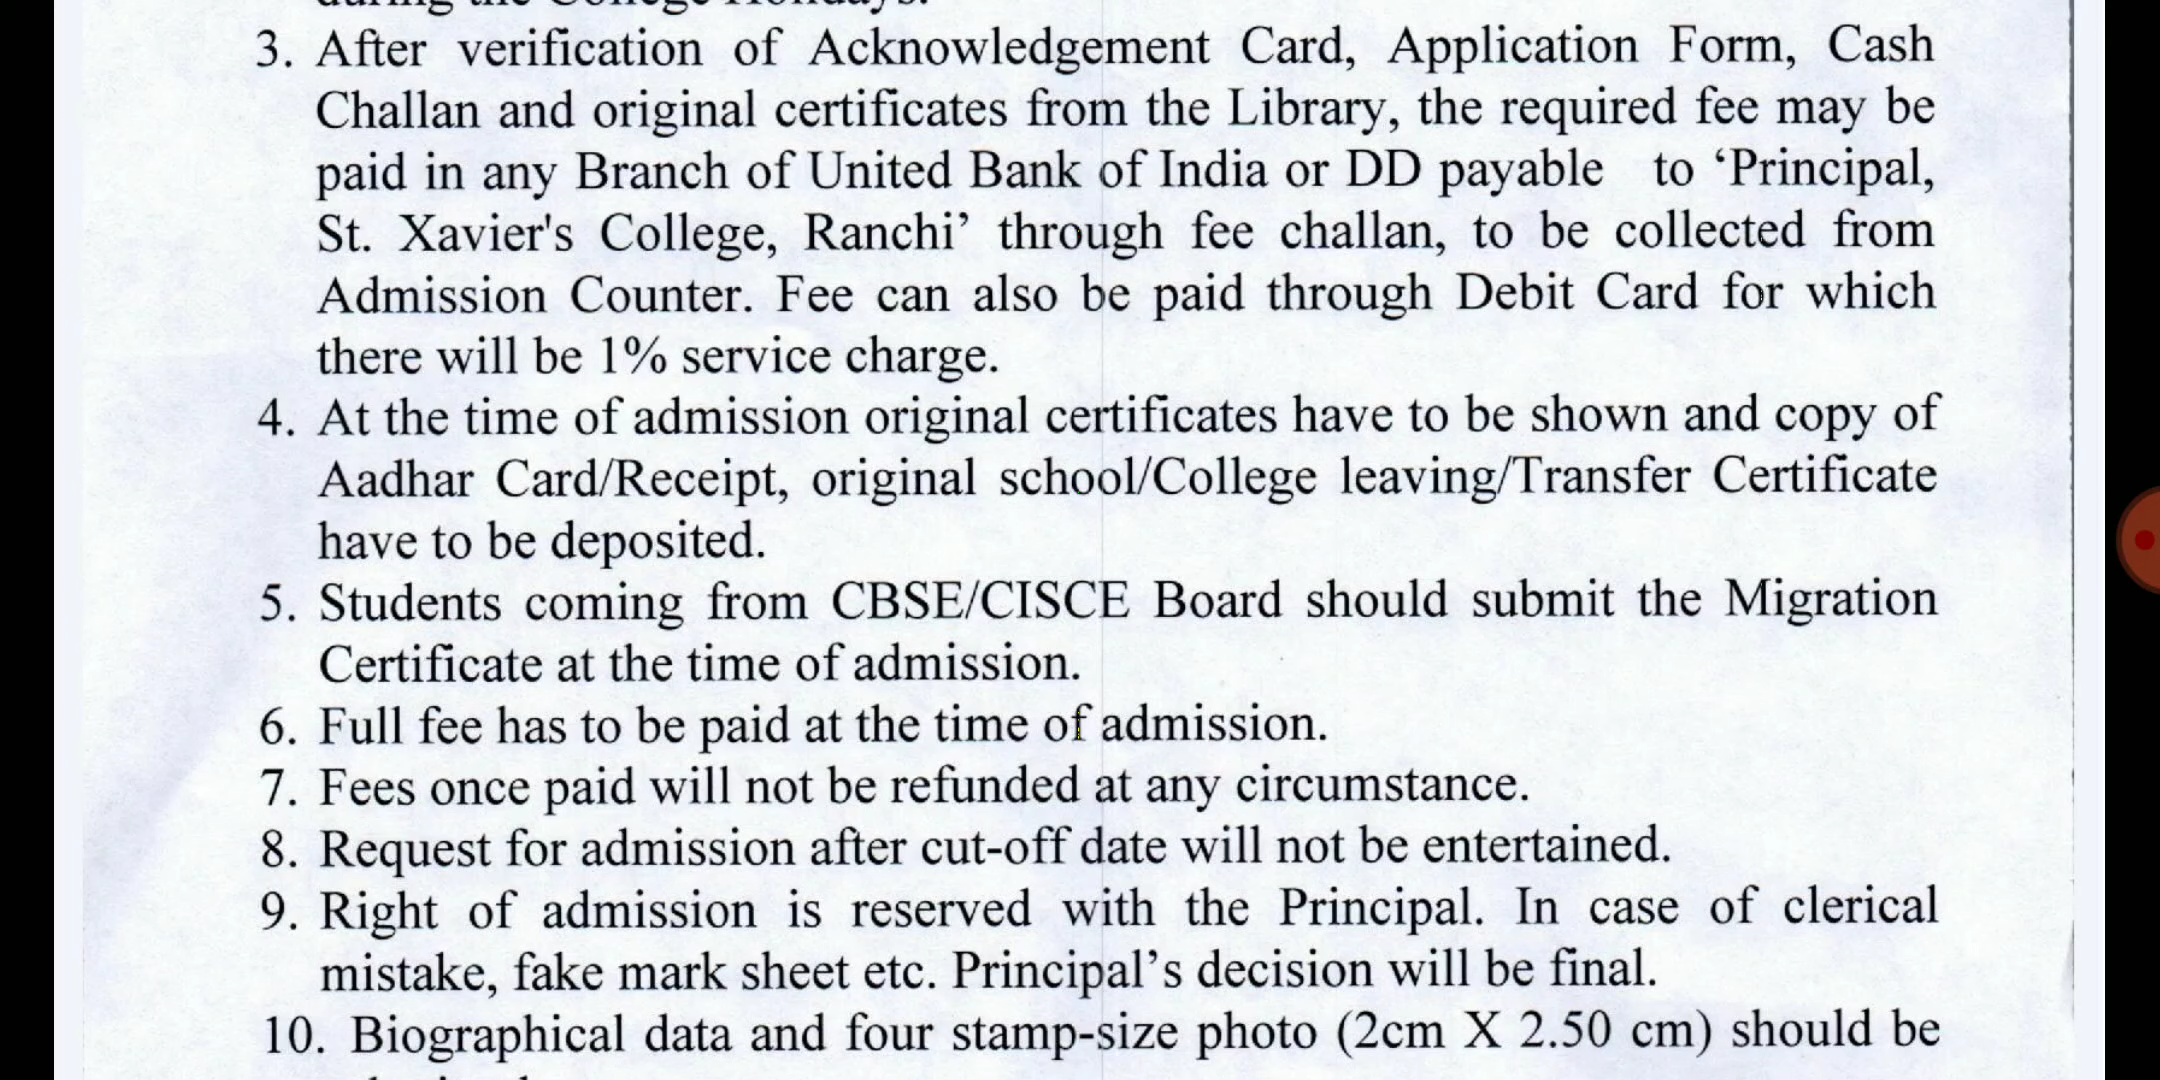 during the College Holidays.
3. After verification of Acknowledgement Card, Application Form, Cash
Challan and original certificates from the Library, the required fee may be
paid in any Branch of United Bank of India or DD payable to ‘Principal,
St. Xavier's College, Ranchi’ through fee challan, to be collected from
Admission Counter. Fee can also be paid through Debit Card for which
there will be 1% service charge.
4. At the time of admission original certificates have to be shown and copy of
Aadhar Card/Receipt, original school/College leaving/Transfer Certificate
have to be deposited.
5. Students coming from CBSE/CISCE Board should submit the Migration
Certificate at the time of admission.
6. Full fee has to be paid at the time of admission.
7. Fees once paid will not be refunded at any circumstance.
8. Request for admission after cut-off date will not be entertained.
9. Right of admission is reserved with the Principal. In case of clerical
mistake, fake mark sheet etc. Principal’s decision will be final.
10. Biographical data and four stamp-size photo (2cm X 2.50 cm) should be